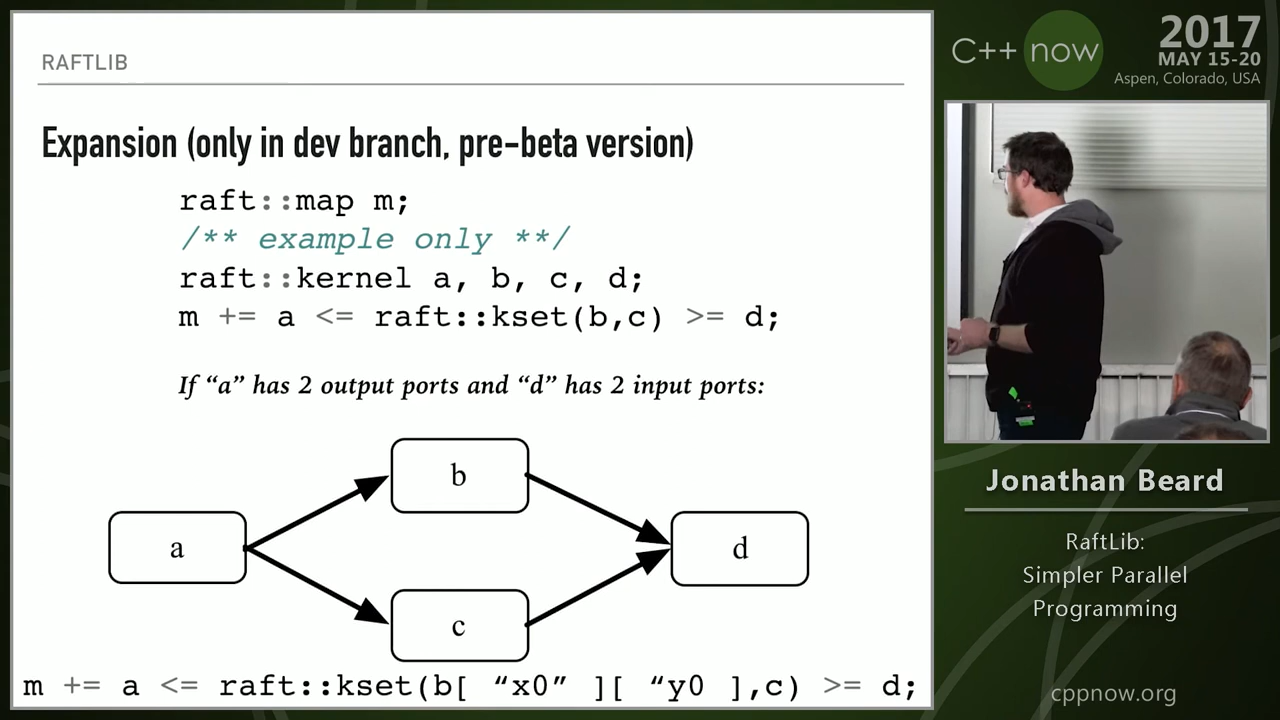 RAFTLIB
Expansion (only in dev branch, pre-beta version)
raft::map m;
/** example only **/
raft::kernel a, b, c, d;
m += a <= raft::kset(b,c) >= d;
If “a” has 2 output ports and “d” has 2 input ports:
b
a
d
c
m += a <= raft::kset(b[ “x0” ][ “y0 ],c) >= d;
C++ now
2017
MAY 15-20
Aspen, Colorado, USA
Jonathan Beard
RaftLib:
Simpler Parallel
Programming
cppnow.org